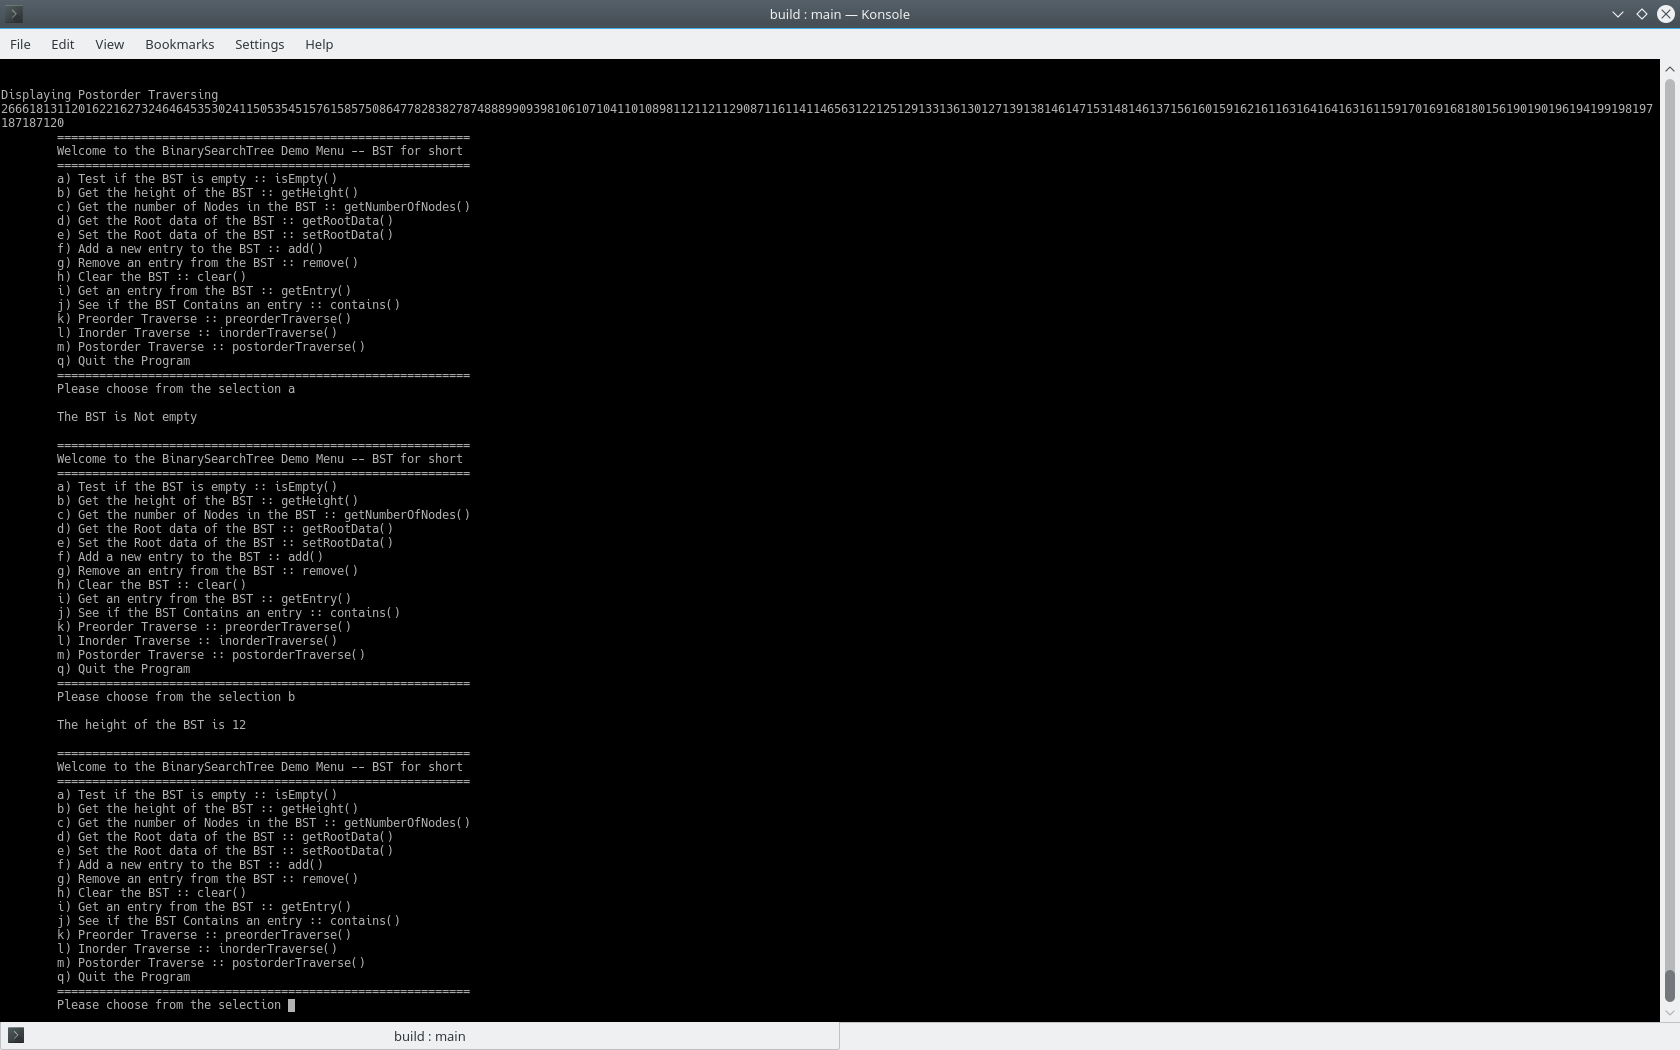 build : main — Konsole
File Edit View Bookmarks Settings Help
Displaying Postorder Traversing
187187120
==========================================================
Welcome to the BinarySearchTree Demo Menu -- BST for short
==========================================================
a) Test if the BST is empty :: isEmpty()
b) Get the height of the BST :: getHeight()
c) Get the number of Nodes in the BST :: getNumberOfNodes()
d) Get the Root data of the BST :: getRootData()
e) Set the Root data of the BST :: setRootData()
f) Add a new entry to the BST :: add()
g) Remove an entry from the BST :: remove()
h) Clear the BST :: clear()
i) Get an entry from the BST :: getEntry()
j) See if the BST Contains an entry :: contains()
k) Preorder Traverse :: preorderTraverse()
l) Inorder Traverse :: inorderTraverse()
m) Postorder Traverse :: postorderTraverse()
q) Quit the Program
===========================================================
Please choose from the selection a
The BST is Not empty
===========================================================
Welcome to the BinarySearchTree Demo Menu -- BST for short
===========================================================
a) Test if the BST is empty :: isEmpty()
b) Get the height of the BST :: getHeight()
c) Get the number of Nodes in the BST :: getNumberOfNodes()
d) Get the Root data of the BST :: getRootData()
e) Set the Root data of the BST :: setRootData()
f) Add a new entry to the BST :: add()
g) Remove an entry from the BST :: remove()
h) Clear the BST :: clear()
i) Get an entry from the BST :: getEntry()
j) See if the BST Contains an entry :: contains()
k) Preorder Traverse :: preorderTraverse()
l) Inorder Traverse :: inorderTraverse()
m) Postorder Traverse :: postorderTraverse()
q) Quit the Program
===========================================================
Please choose from the selection b
The height of the BST is 12
===========================================================
Welcome to the BinarySearchTree Demo Menu -- BST for short
===========================================================
a) Test if the BST is empty :: isEmpty()
b) Get the height of the BST :: getHeight()
c) Get the number of Nodes in the BST :: getNumberOfNodes()
d) Get the Root data of the BST :: getRootData()
e) Set the Root data of the BST :: setRootData()
f) Add a new entry to the BST :: add()
g) Remove an entry from the BST :: remove()
h) Clear the BST :: clear()
i) Get an entry from the BST :: getEntry()
j) See if the BST Contains an entry :: contains()
k) Preorder Traverse :: preorderTraverse()
l) Inorder Traverse :: inorderTraverse()
m) Postorder Traverse :: postorderTraverse()
q) Quit the Program
===========================================================
Please choose from the selection
build : main